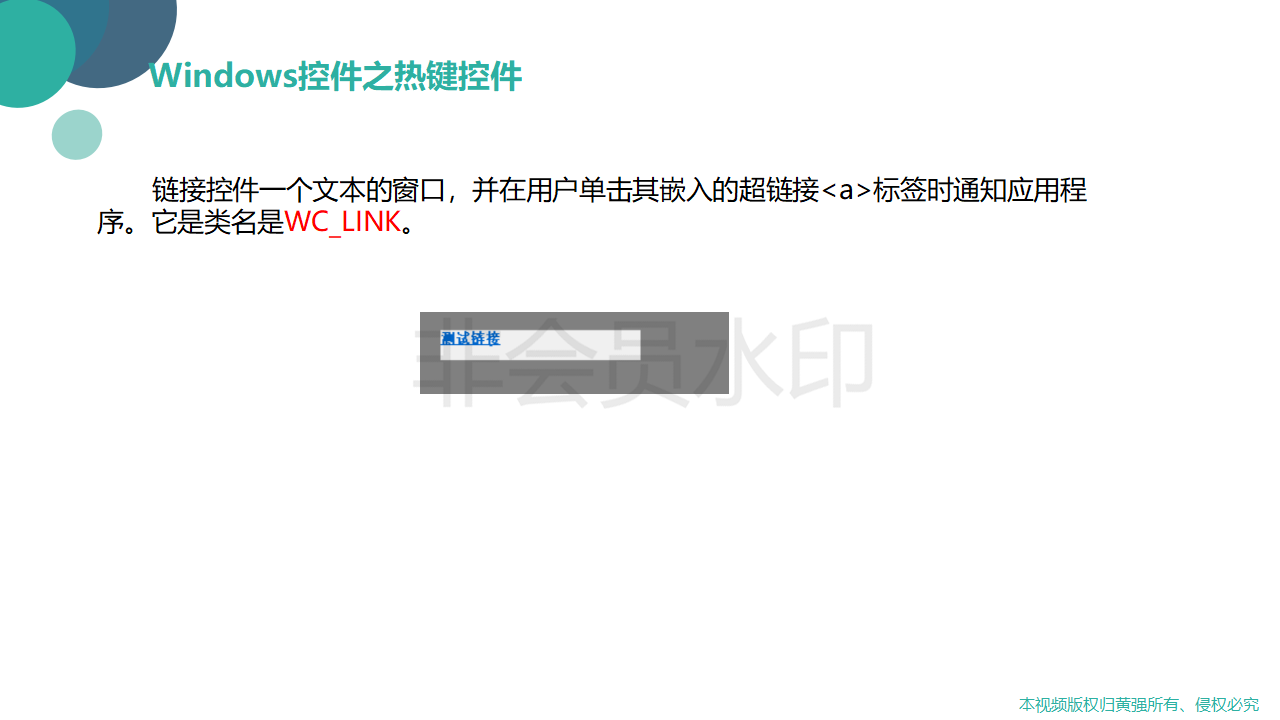 Windows控件之热键控件
链接控件一个文本的窗口，并在用户单击其嵌入的超链接<a>标签时通知应用程
序。它是类名是WC_LINK。
测试链接
非会员水印
本视频版权归黄强所有、侵权必究